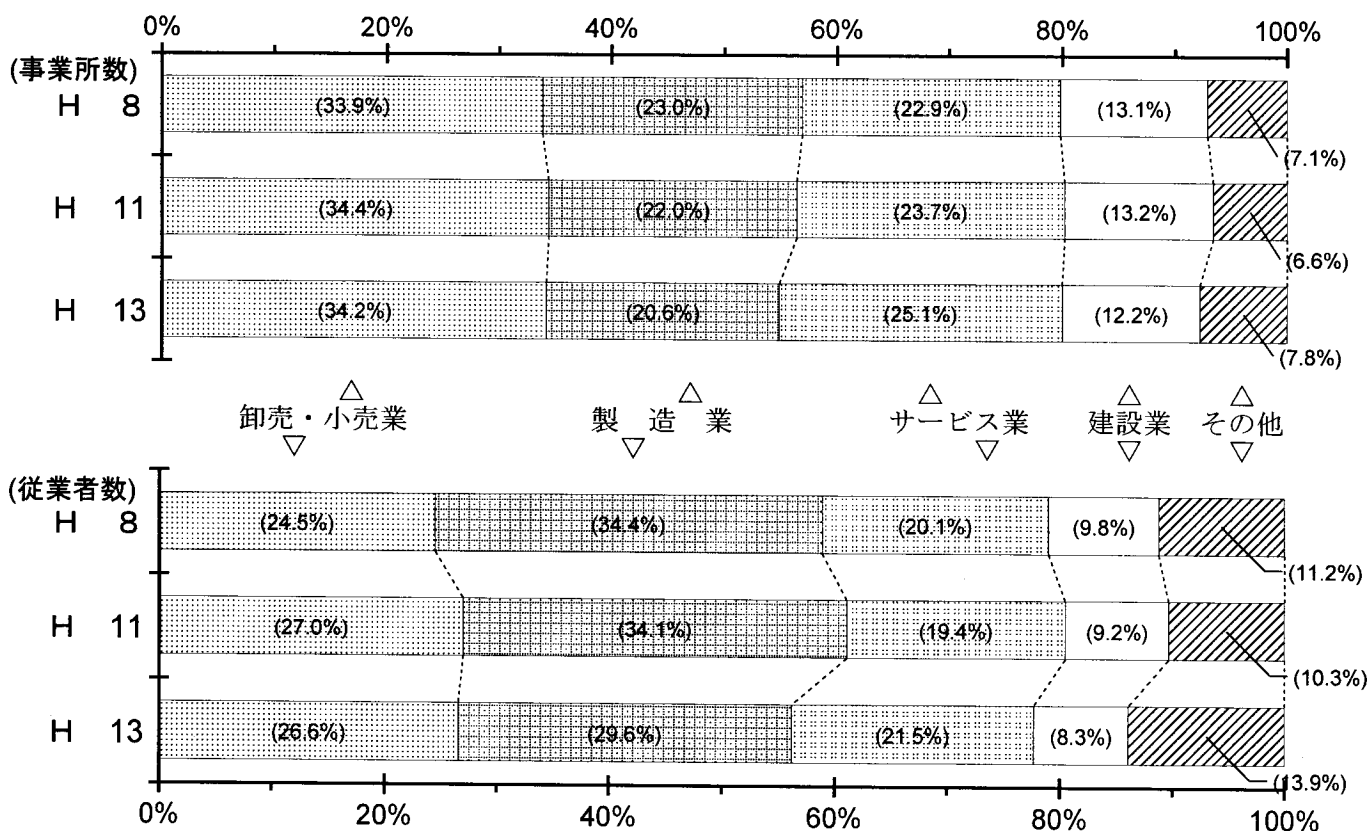 0% 20% 40% 60% 80% 100%
(事業所数)
H 8 (33.9%) (23.0%) (22.9%) (13.1%) (7.1%)
H 11 (34.4%) (22.0%) (23.7%) (13.2%) (6.6%)
H 13 (34.2%) (20.6%) (25.1%) (12.2%) (7.8%)
△ △ △ △ △
卸売・小売業 製造業 サービス業 建設業 その他
▽ ▽ ▽ ▽ ▽
(従業者数)
H 8 (24.5%) (34.4%) (20.1%) (9.8%) (11.2%)
H 11 (27.0%) (34.1%) (19.4%) (9.2%) (10.3%)
H 13 (26.6%) (29.6%) (21.5%) (8.3%) (13.9%)
0% 20% 40% 60% 80% 100%